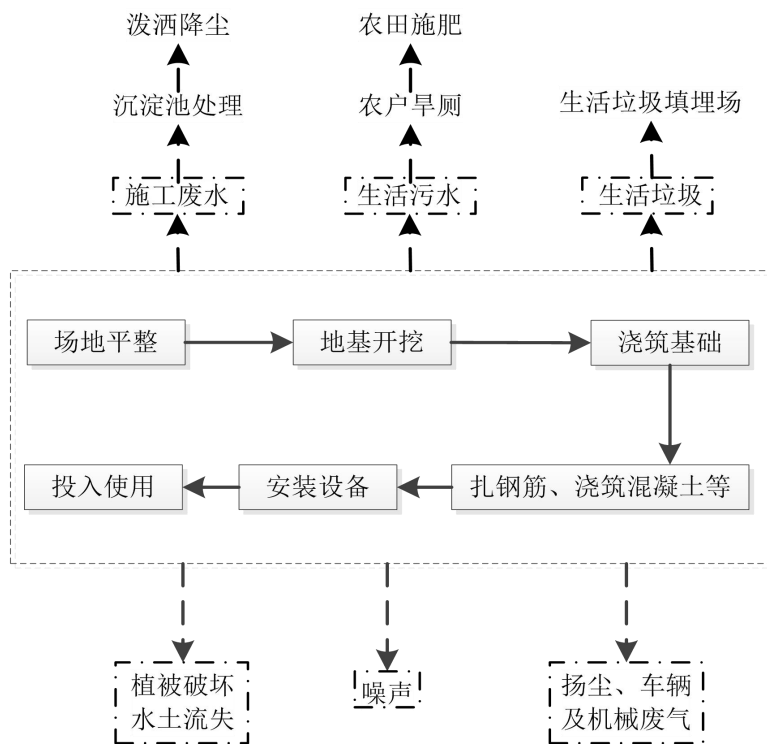 泼洒降尘
农田施肥
沉淀池处理
农户旱厕
生活垃圾填埋场
施工废水
生活污水
生活垃圾
场地平整
地基开挖
浇筑基础
投入使用
安装设备
扎钢筋、浇筑混凝土等
植被破坏
水土流失
噪声
扬尘、车辆
及机械废气